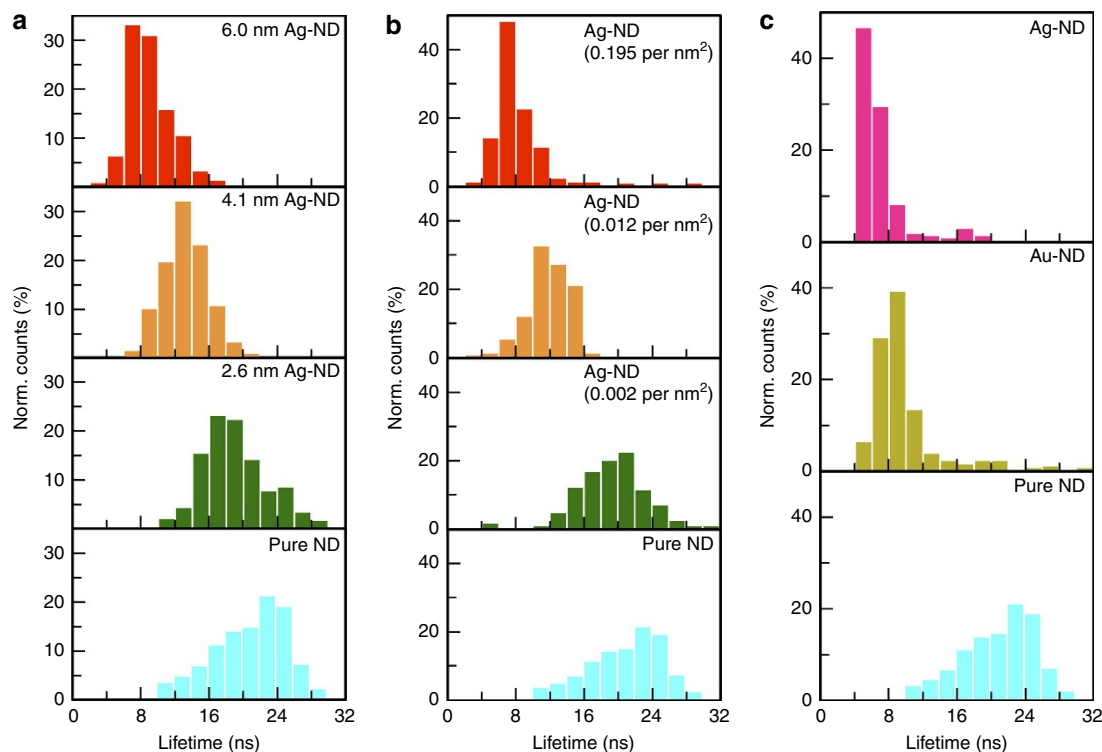 a
6.0 nm Ag-ND
30
20
10
4.1 nm Ag-ND
30
20
10
0
2.6 nm Ag-ND
30
20
10
0
Pure ND
30
20
10
0
Norm. counts (%)
0 8 16 24 32
Lifetime (ns)
b
Ag-ND
(0.195 per nm²)
40
20
0
Ag-ND
(0.012 per nm²)
40
20
0
Ag-ND
(0.002 per nm²)
40
20
0
Pure ND
40
20
0
Norm. counts (%)
0 8 16 24 32
Lifetime (ns)
c
Ag-ND
40
20
0
Au-ND
40
20
0
Pure ND
40
20
0
Norm. counts (%)
0 8 16 24 32
Lifetime (ns)